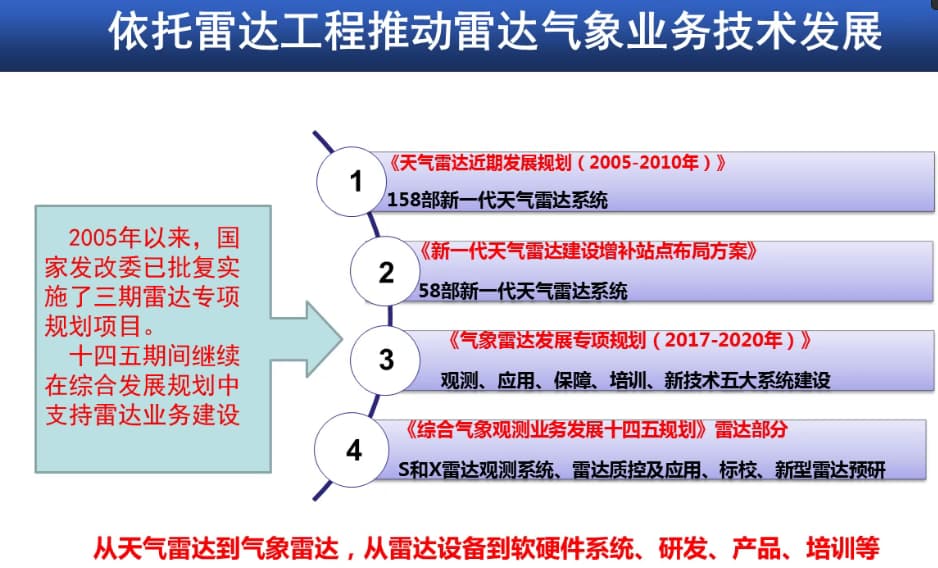 依托雷达工程推动雷达气象业务技术发展
2005年以来，国
家发改委已批复实
施了三期雷达专项
规划项目。
十四五期间继续
在综合发展规划中
支持雷达业务建设
1
《天气雷达近期发展规划（2005-2010年）》
158部新一代天气雷达系统
2
《新一代天气雷达建设增补站点布局方案》
58部新一代天气雷达系统
3
《气象雷达发展专项规划（2017-2020年）》
观测、应用、保障、培训、新技术五大系统建设
4
《综合气象观测业务发展十四五规划》雷达部分
S和X雷达观测系统、雷达质控及应用、标校、新型雷达预研
从天气雷达到气象雷达，从雷达设备到软硬件系统、研发、产品、培训等